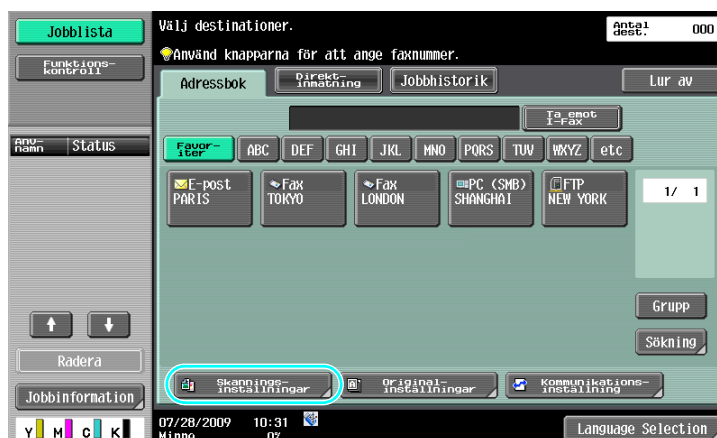 Jobblista
Funktions-
kontroll
Anv-
namn
Status
Radera
Jobbinformation
Y M C K
Välj destinationer.
Antal
dest.
000
Använd knapparna för att ange faxnummer.
Adressbok
Direkt-
inmatning
Jobbhistorik
Lur av
Ta emot
I-Fax
Favor-
iter
ABC
DEF
GHI
JKL
MNO
PQRS
TUV
WXYZ
etc
E-post
PARIS
Fax
TOKYO
Fax
LONDON
PC (SMB)
SHANGHAI
FTP
NEW YORK
1/ 1
Grupp
Sökning
Skannings-
inställningar
Original-
inställningar
Kommunikations-
inställning
07/28/2009 10:31
Minne 0%
Language Selection